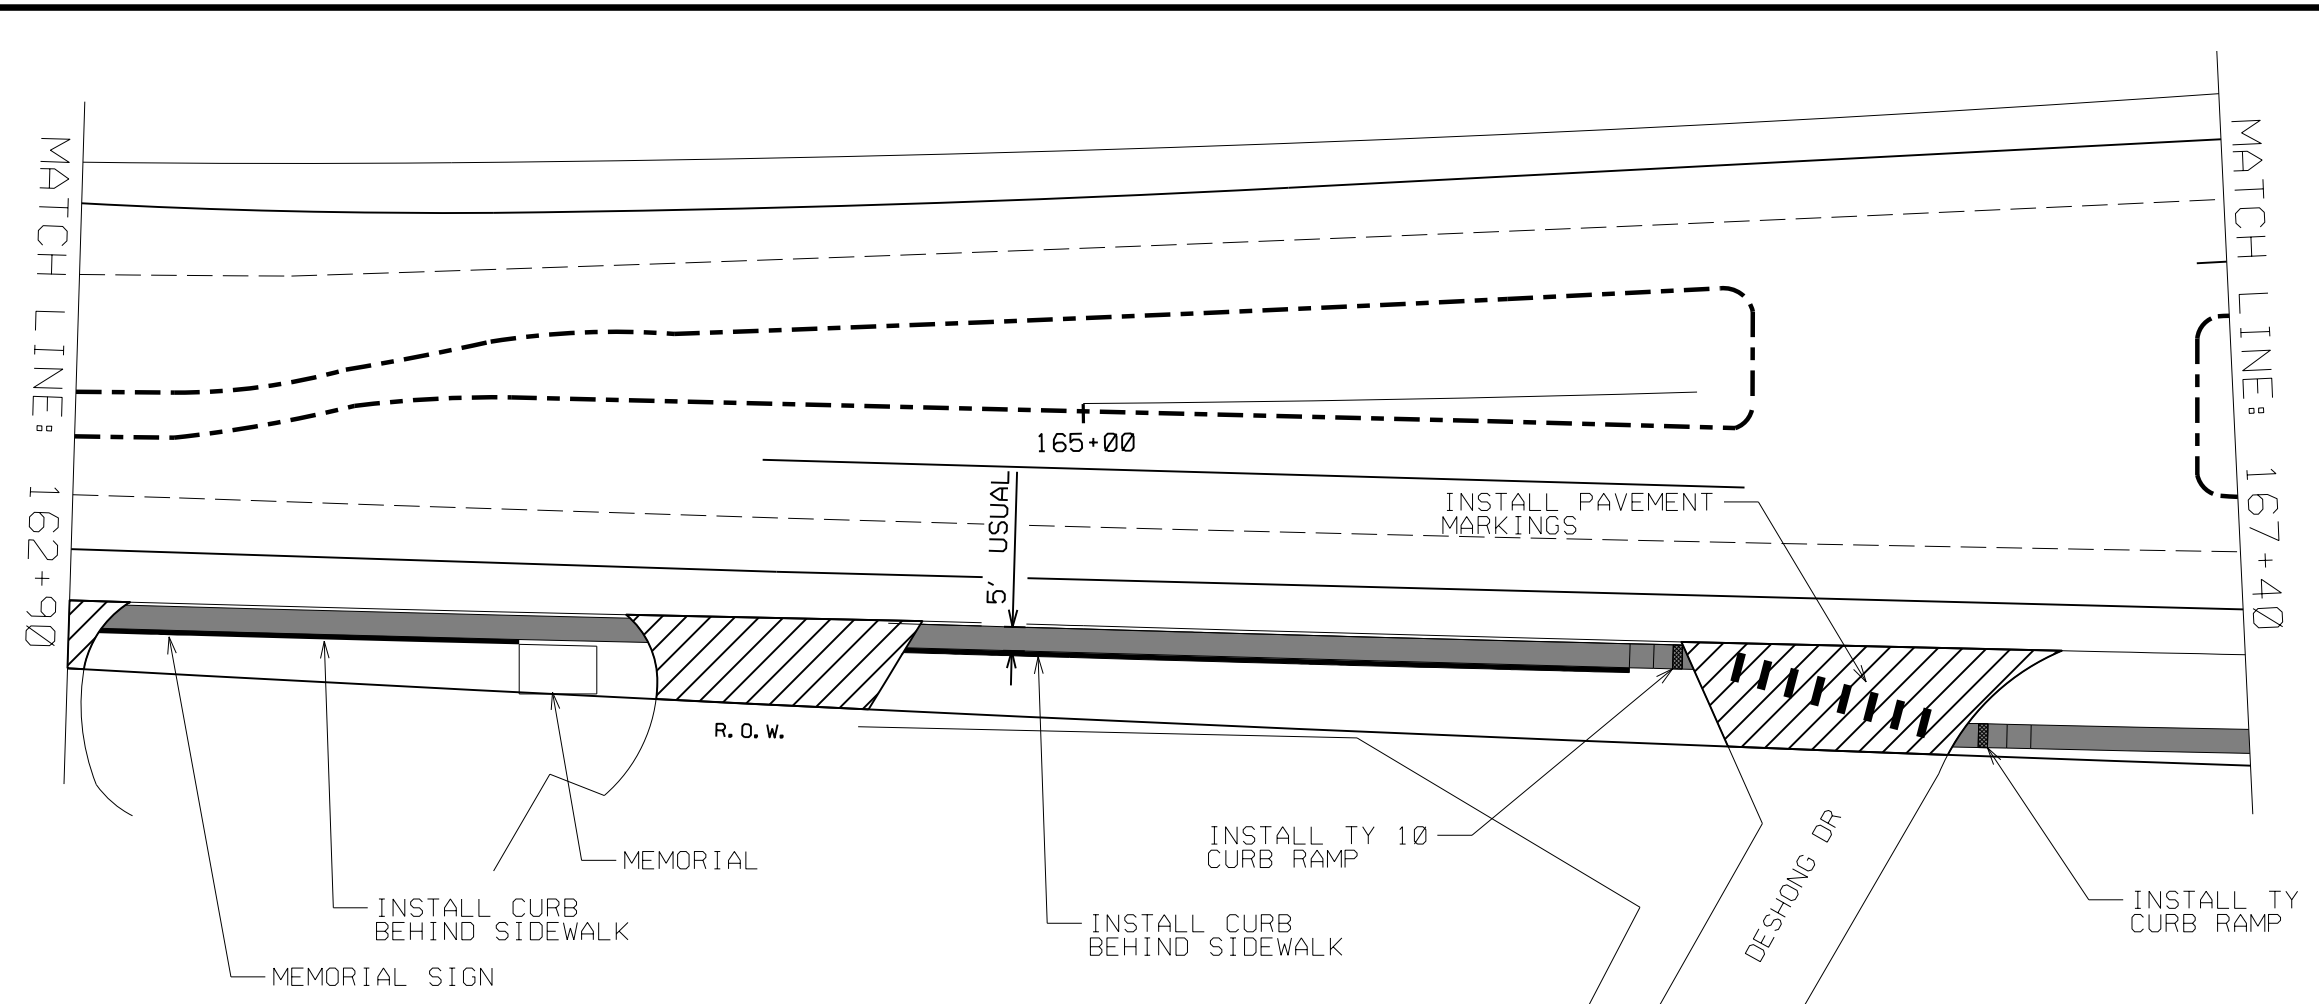 MATCH LINE: 162+90
MATCH LINE: 167+40
165+00
5' USUAL
INSTALL PAVEMENT
MARKINGS
R.O.W.
INSTALL TY 10
CURB RAMP
MEMORIAL
INSTALL CURB
BEHIND SIDEWALK
INSTALL CURB
BEHIND SIDEWALK
MEMORIAL SIGN
DESHONG DR
INSTALL TY
CURB RAMP